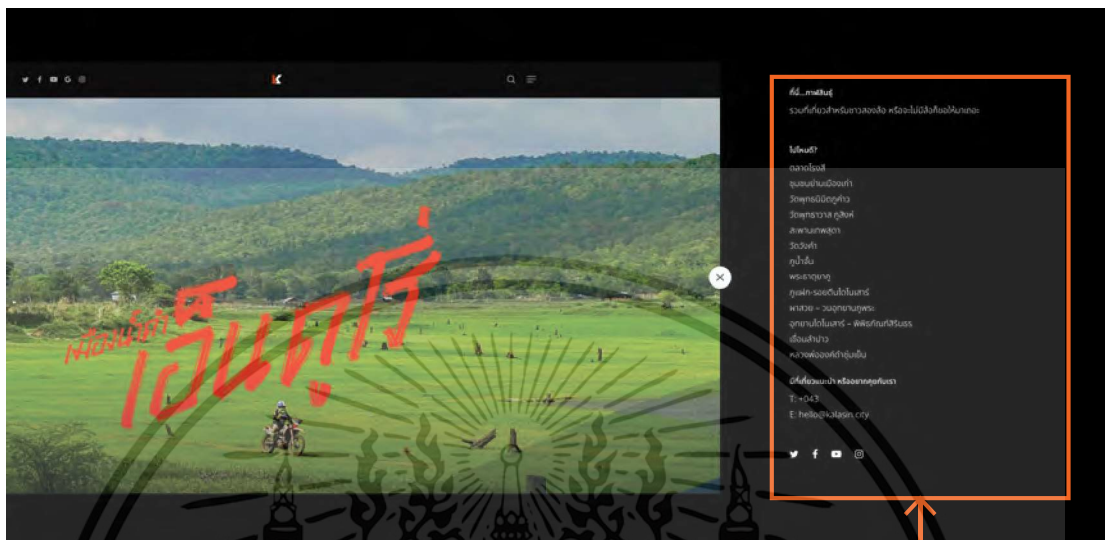 เมืองน้ำดำ
เอ็นดูโร่
ที่นี่...กาฬสินธุ์
รวมที่เที่ยวสำหรับชาวสองล้อ หรือจะไม่มีล้อก็ขอให้มาเถอะ
ไปไหนดี?
ตลาดโรงสี
ชุมชนย่านเมืองเก่า
วัดพุทธนิมิตภูค่าว
วัดพุทธาวาส ภูสิงห์
สะพานเทพสุดา
วัดวังคำ
ภูน้ำจั้น
พระธาตุยาคู
ภูแฝก-รอยตีนไดโนเสาร์
ผาสวย – วนอุทยานภูพระ
อุทยานไดโนเสาร์ – พิพิธภัณฑ์สิรินธร
เขื่อนลำปาว
หลวงพ่อองค์ดำชุ่มเย็น
มีที่เที่ยวแนะนำ หรืออยากคุยกับเรา
T: +043
E: hello@kalasin.city